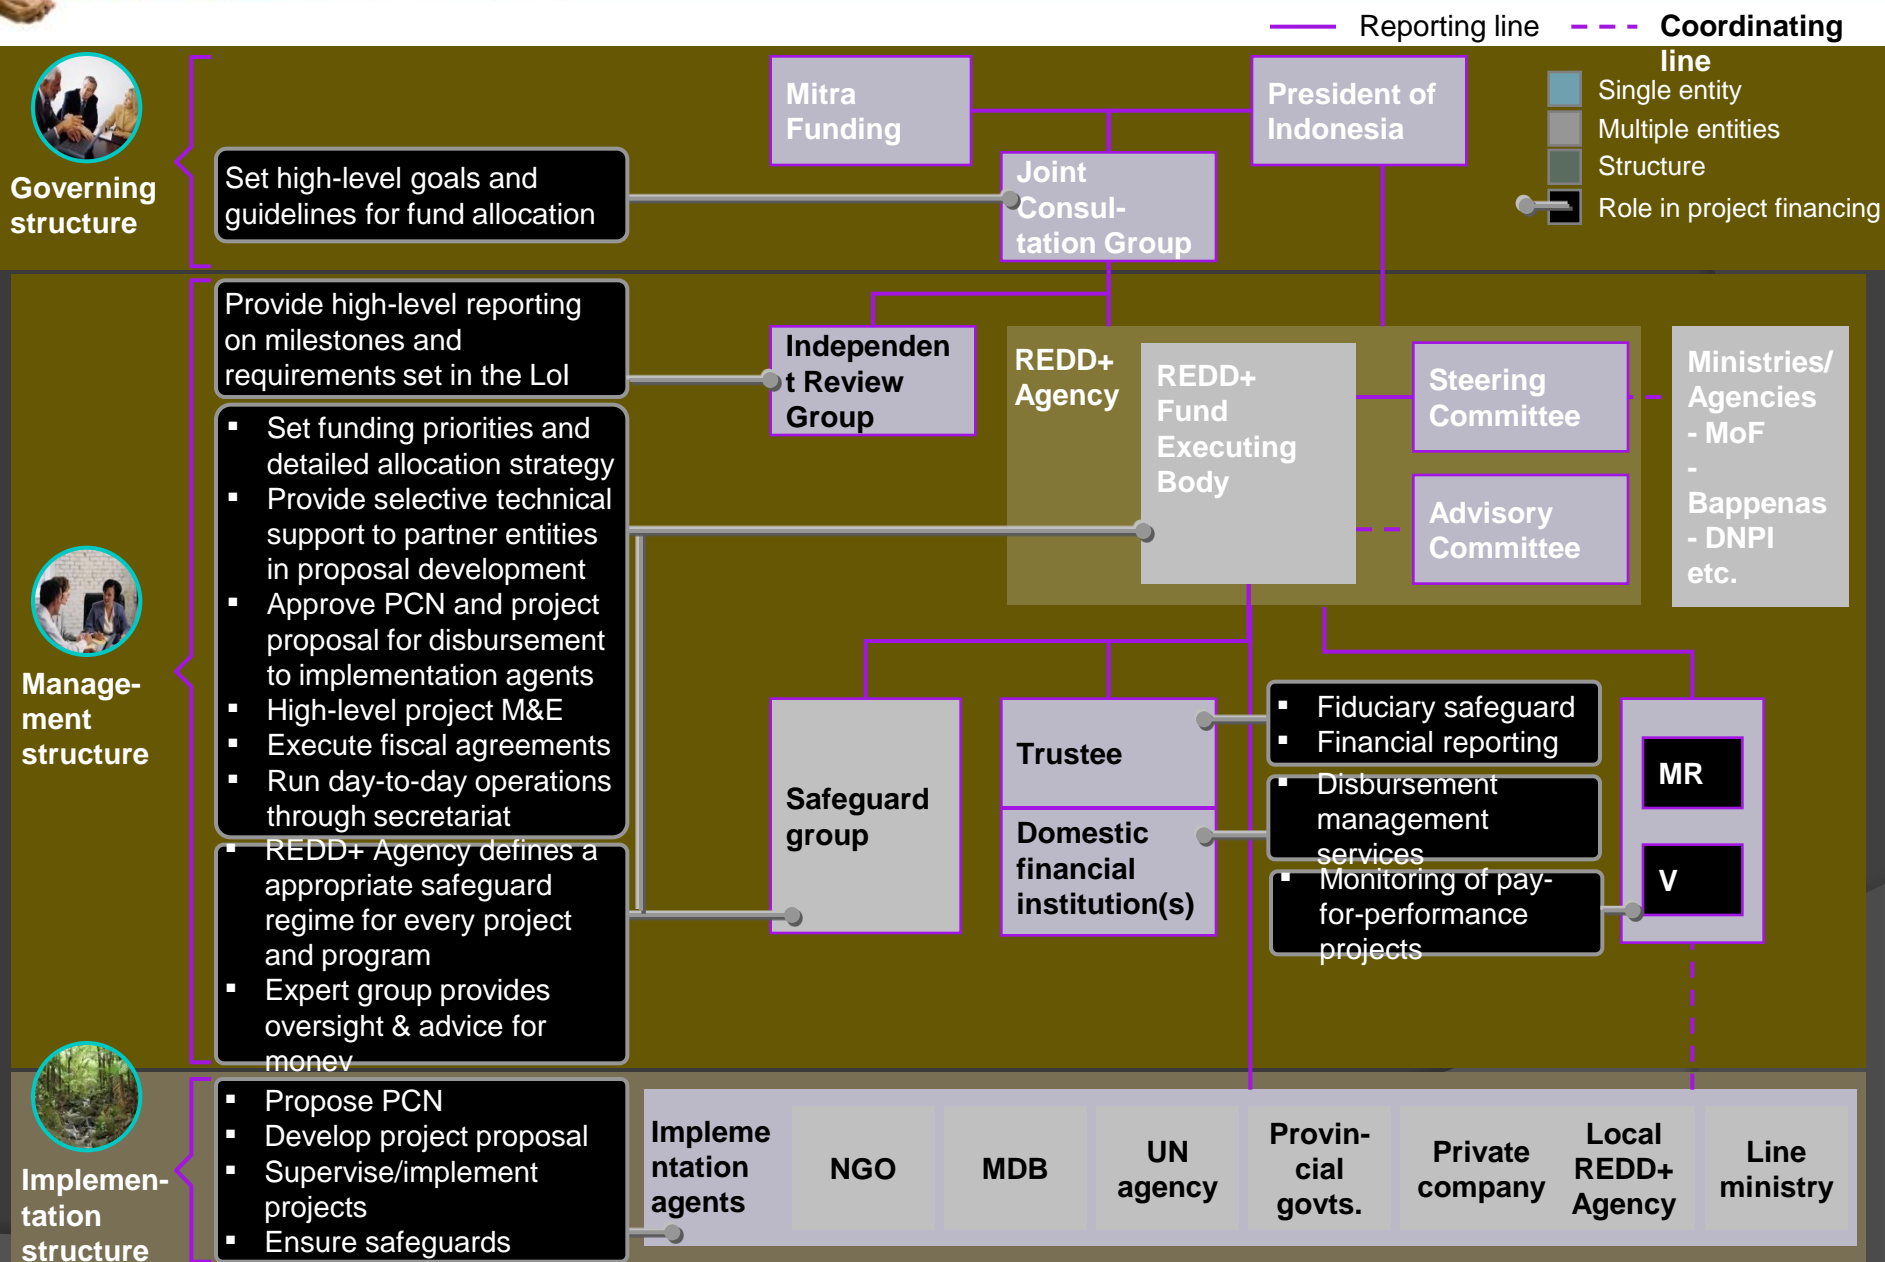 Reporting line
Coordinating
line
Single entity
Multiple entities
Structure
Role in project financing
Governing
structure
Set high-level goals and
guidelines for fund allocation
Mitra
Funding
President of
Indonesia
Joint
Consul-
tation Group
Manage-
ment
structure
Provide high-level reporting
on milestones and
requirements set in the LoI
▪ Set funding priorities and
detailed allocation strategy
▪ Provide selective technical
support to partner entities
in proposal development
▪ Approve PCN and project
proposal for disbursement
to implementation agents
▪ High-level project M&E
▪ Execute fiscal agreements
▪ Run day-to-day operations
through secretariat
▪ REDD+ Agency defines a
appropriate safeguard
regime for every project
and program
▪ Expert group provides
oversight & advice for
money
Independen
t Review
Group
REDD+
Agency
REDD+
Fund
Executing
Body
Steering
Committee
Advisory
Committee
Ministries/
Agencies
- MoF
-
Bappenas
- DNPI
etc.
Safeguard
group
Trustee
Domestic
financial
institution(s)
▪ Fiduciary safeguard
▪ Financial reporting
▪ Disbursement
management
services
▪ Monitoring of pay-
for-performance
projects
MR
V
Implemen-
tation
structure
▪ Propose PCN
▪ Develop project proposal
▪ Supervise/implement
projects
▪ Ensure safeguards
Impleme
ntation
agents
NGO
MDB
UN
agency
Provin-
cial
govts.
Private
company
Local
REDD+
Agency
Line
ministry